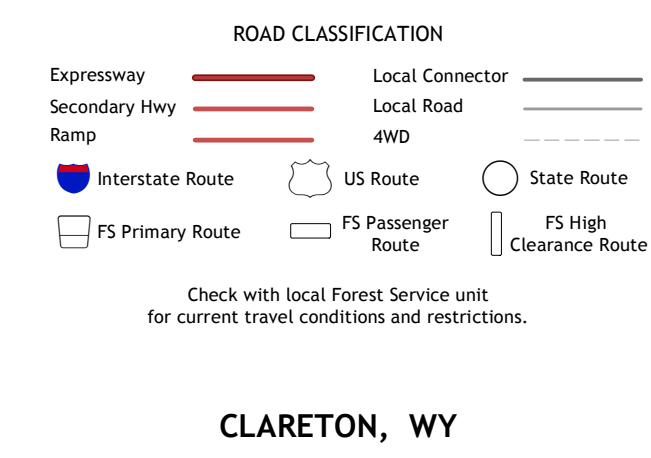 ROAD CLASSIFICATION
Expressway
Local Connector
Secondary Hwy
Local Road
Ramp
4WD
Interstate Route
US Route
State Route
FS Primary Route
FS Passenger
Route
FS High
Clearance Route
Check with local Forest Service unit
for current travel conditions and restrictions.
CLARETON, WY